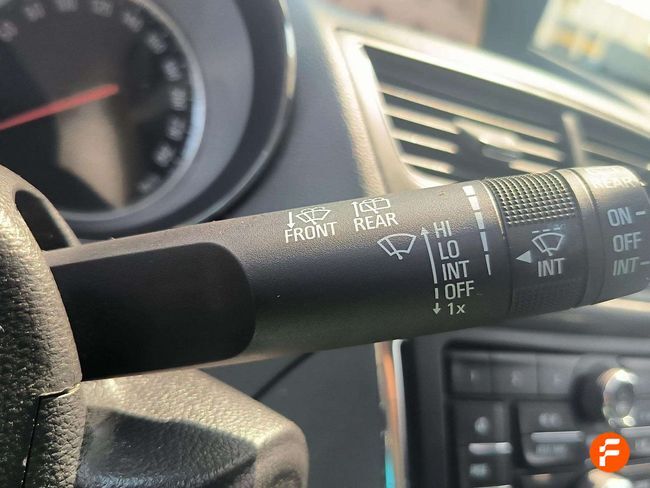 FRONT
REAR
HI
LO
INT
OFF
1x
INT
REAR
ON
OFF
INT